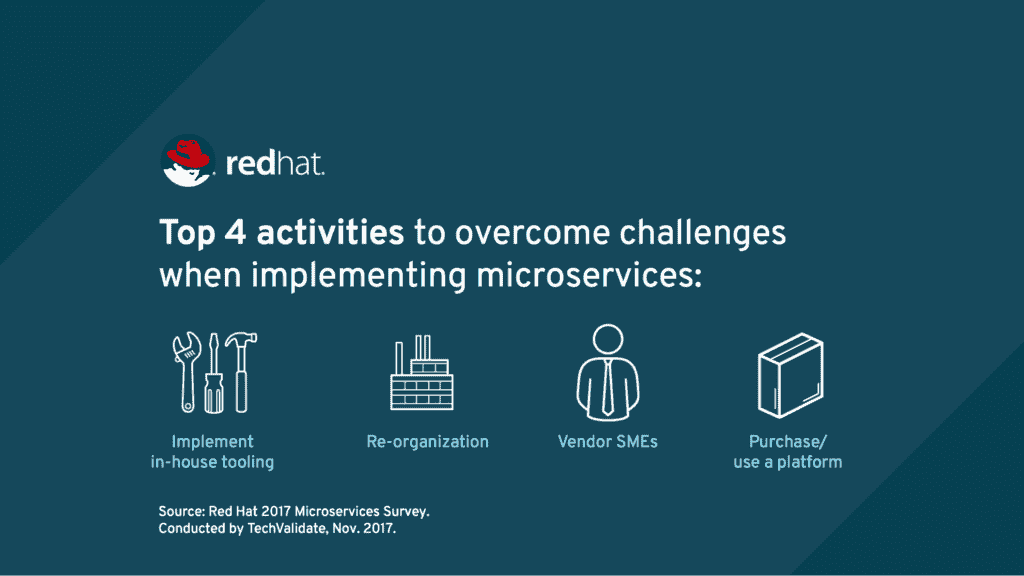 redhat.
Top 4 activities to overcome challenges
when implementing microservices:
Implement
in-house tooling
Re-organization
Vendor SMEs
Purchase/
use a platform
Source: Red Hat 2017 Microservices Survey.
Conducted by TechValidate, Nov. 2017.